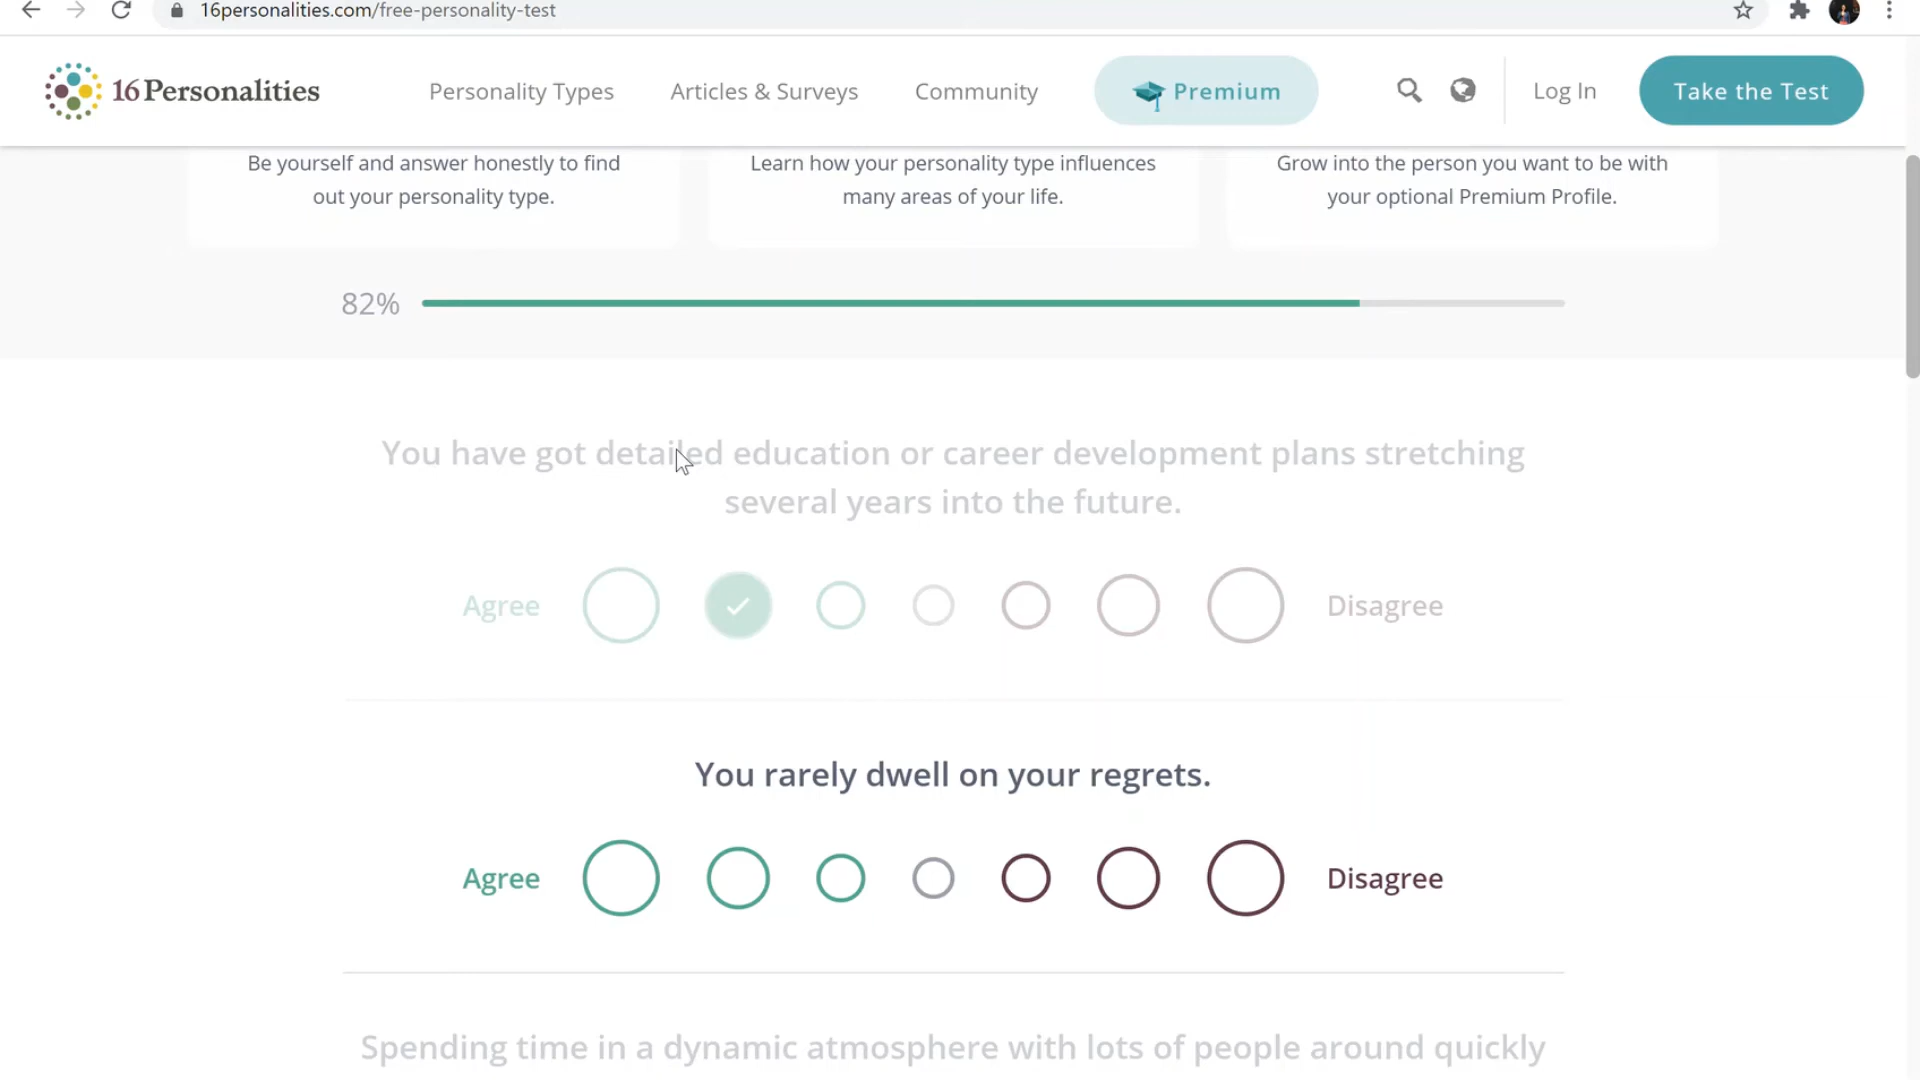 16personalities.com/free-personality-test
16Personalities
Personality Types
Articles & Surveys
Community
Premium
Log In
Take the Test
Be yourself and answer honestly to find
out your personality type.
Learn how your personality type influences
many areas of your life.
Grow into the person you want to be with
your optional Premium Profile.
82%
You have got detailed education or career development plans stretching
several years into the future.
Agree
Disagree
You rarely dwell on your regrets.
Agree
Disagree
Spending time in a dynamic atmosphere with lots of people around quickly